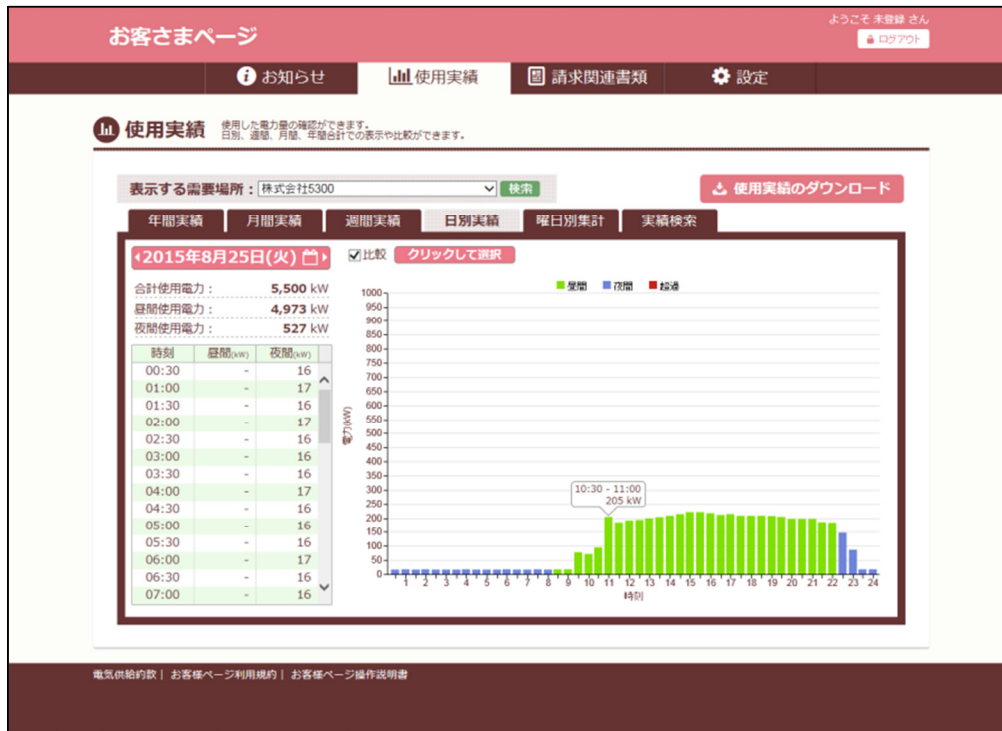 ようこそ 未登録 さん
お客さまページ
ログアウト
お知らせ 使用実績 請求関連書類 設定
使用実績
使用した電力量の確認ができます。
日別、週間、月間、年間合計での表示や比較ができます。
表示する需要場所： 株式会社5300 検索 使用実績のダウンロード
年間実績 月間実績 週間実績 日別実績 曜日別集計 実績検索
2015年8月25日(火) 比較 クリックして選択
合計使用電力： 5,500 kW
昼間使用電力： 4,973 kW
夜間使用電力： 527 kW
時刻 昼間(kW) 夜間(kW)
00:30 - 16
01:00 - 17
01:30 - 16
02:00 - 17
02:30 - 16
03:00 - 16
03:30 - 16
04:00 - 17
04:30 - 16
05:00 - 16
05:30 - 16
06:00 - 17
06:30 - 16
07:00 - 16
昼間 夜間 超過
1000
950
900
850
800
750
700
650
600
550
500
450
400
350
300
250
200
150
100
50
0
電力(kW)
10:30 - 11:00
205 kW
1 2 3 4 5 6 7 8 9 10 11 12 13 14 15 16 17 18 19 20 21 22 23 24
時刻
電気供給約款| お客様ページ利用規約| お客様ページ操作説明書